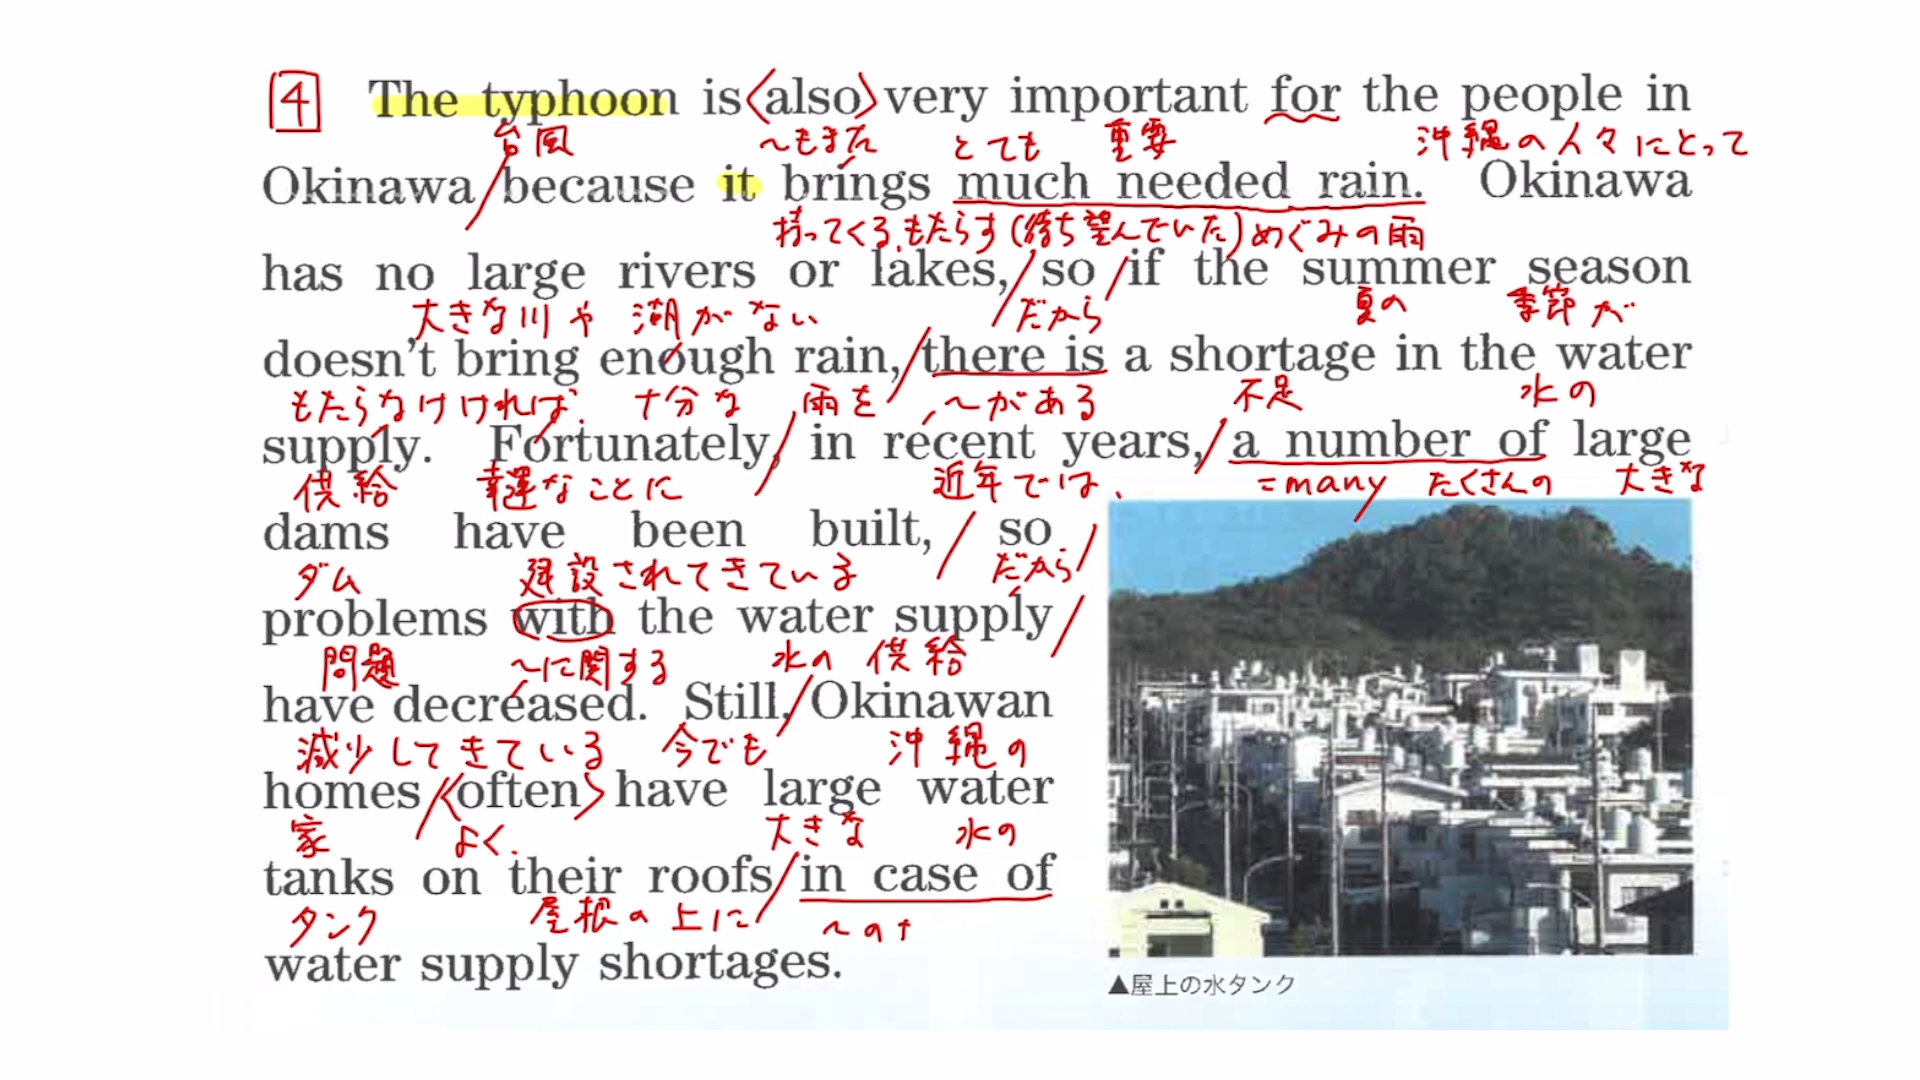 4 The typhoon is〈also〉very important for the people in
台風 〜もまた とても 重要 沖縄の人々にとって
Okinawa/because it brings much needed rain. Okinawa
持ってくる、もたらす(待ち望んでいた)めぐみの雨
has no large rivers or lakes,/so/if the summer season
大きな川や 湖がない だから 夏の 季節が
doesn't bring enough rain,/there is a shortage in the water
もたらなければ、十分な 雨を 〜がある 不足 水の
supply. Fortunately,/in recent years,/a number of large
供給 幸運なことに 近年では、 =many たくさんの 大きな
dams have been built,/so/
ダム 建設されてきている だから
problems with the water supply/
問題 〜に関する 水の 供給
have decreased. Still,/Okinawan
減少してきている 今でも 沖縄の
homes/〈often〉have large water
家 よく、 大きな 水の
tanks on their roofs/in case of
タンク 屋根の上に 〜の
water supply shortages.
▲屋上の水タンク